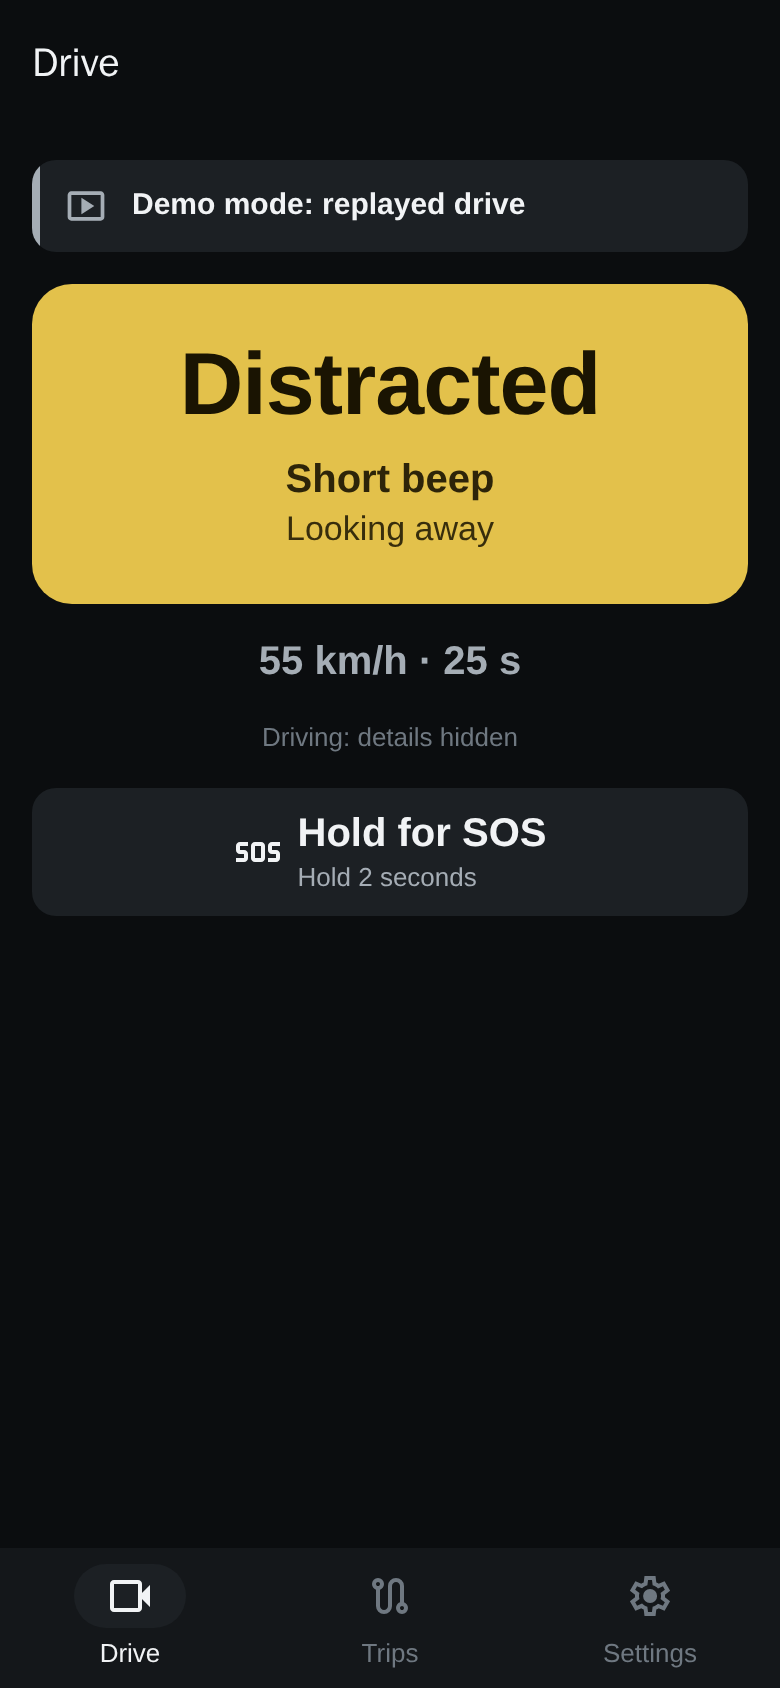 Drive
Demo mode: replayed drive
Distracted
Short beep
Looking away
55 km/h · 25 s
Driving: details hidden
SOS
Hold for SOS
Hold 2 seconds
Drive
Trips
Settings